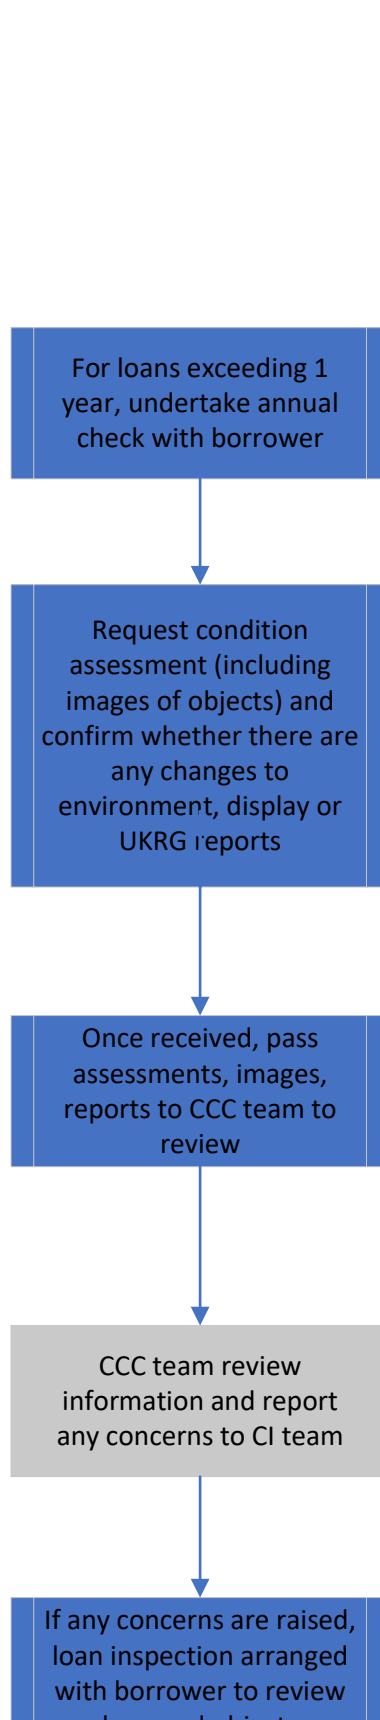 For loans exceeding 1
year, undertake annual
check with borrower
Request condition
assessment (including
images of objects) and
confirm whether there are
any changes to
environment, display or
UKRG reports
Once received, pass
assessments, images,
reports to CCC team to
review
CCC team review
information and report
any concerns to CI team
If any concerns are raised,
loan inspection arranged
with borrower to review